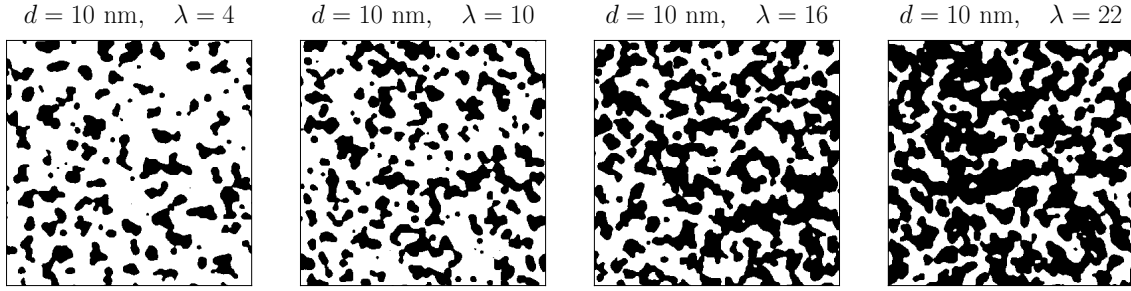 d = 10 nm, λ = 4
d = 10 nm, λ = 10
d = 10 nm, λ = 16
d = 10 nm, λ = 22